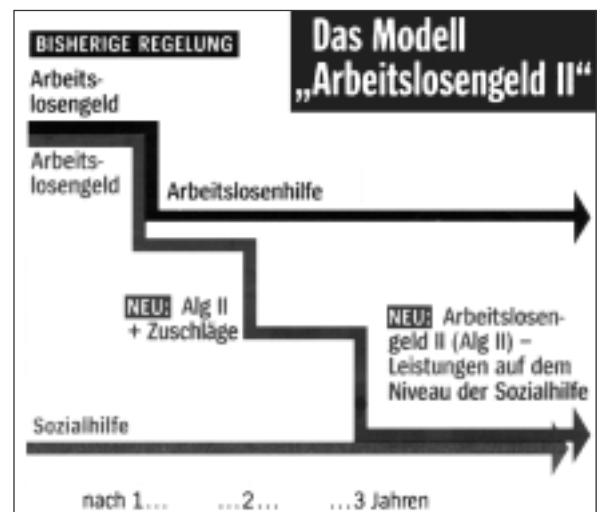 Das Modell
„Arbeitslosengeld II“
BISHERIGE REGELUNG
Arbeits-
losengeld
Arbeits-
losengeld
Arbeitslosenhilfe
NEU: Alg II
+ Zuschläge
NEU: Arbeitslosen-
geld II (Alg II) –
Leistungen auf dem
Niveau der Sozialhilfe
Sozialhilfe
nach 1... ...2... ...3 Jahren